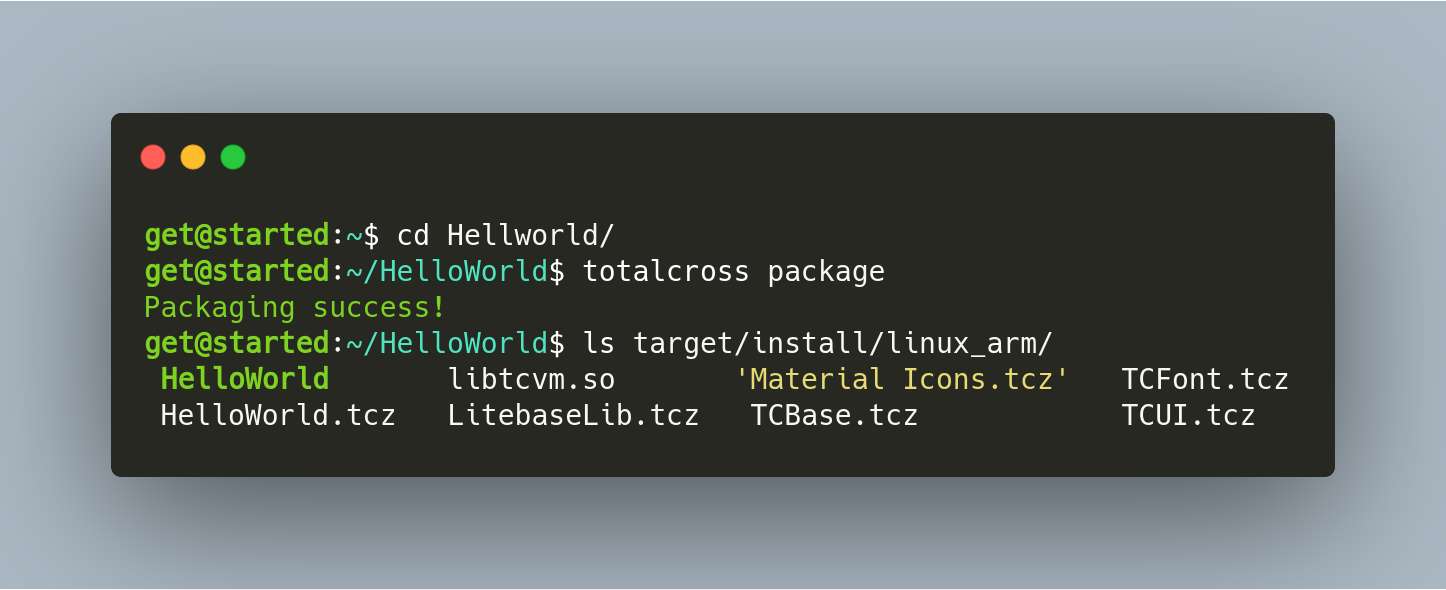 get@started:~$ cd Hellworld/
get@started:~/HelloWorld$ totalcross package
Packaging success!
get@started:~/HelloWorld$ ls target/install/linux_arm/
HelloWorld libtcvm.so 'Material Icons.tcz' TCFont.tcz
HelloWorld.tcz LitebaseLib.tcz TCBase.tcz TCUI.tcz